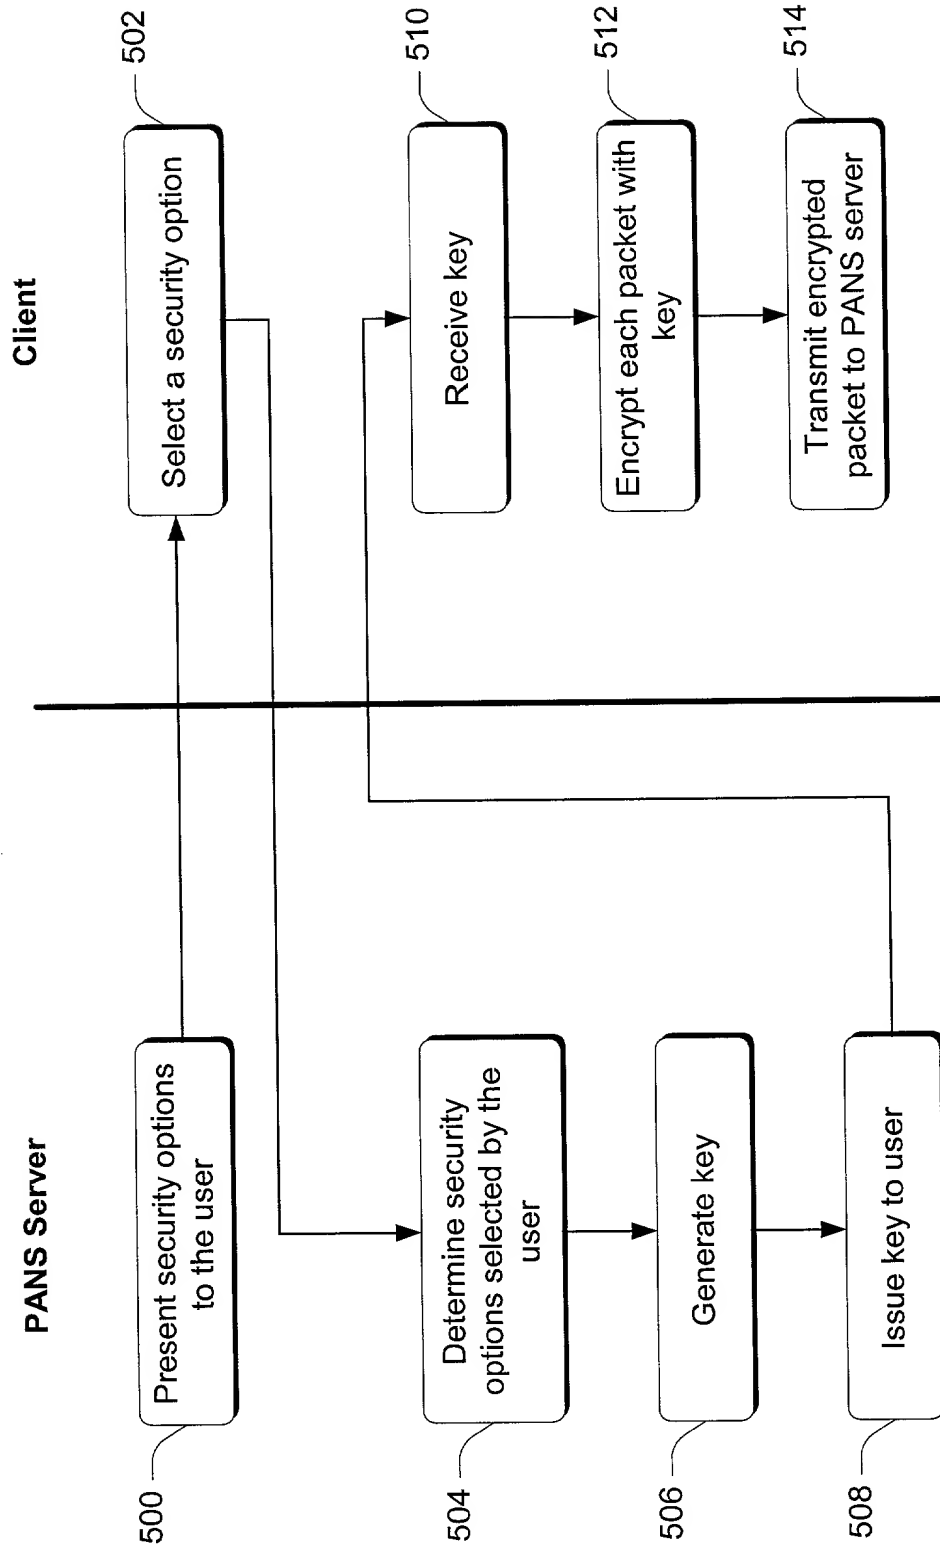 PANS Server
Client
500
Present security options
to the user
Select a security option
502
504
Determine security
options selected by the
user
506
Generate key
508
Issue key to user
Receive key
510
Encrypt each packet with
key
512
Transmit encrypted
packet to PANS server
514